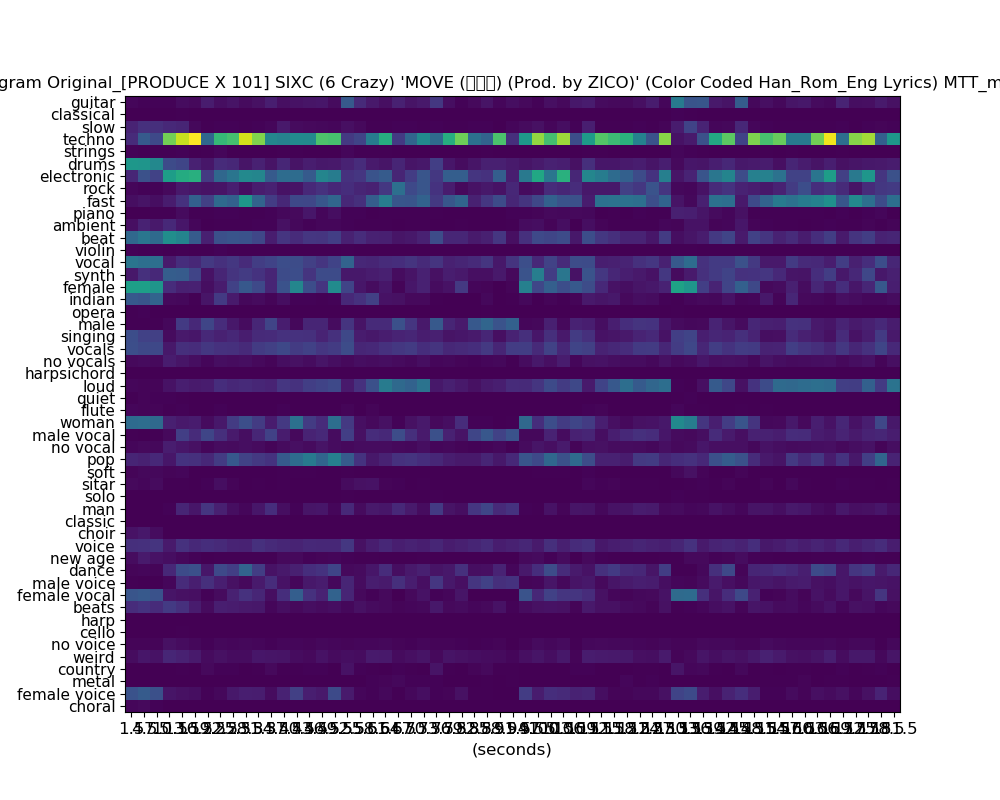 gram Original_[PRODUCE X 101] SIXC (6 Crazy) 'MOVE (▯▯▯) (Prod. by ZICO)' (Color Coded Han_Rom_Eng Lyrics) MTT_m
guitar
classical
slow
techno
strings
drums
electronic
rock
fast
piano
ambient
beat
violin
vocal
synth
female
indian
opera
male
singing
vocals
no vocals
harpsichord
loud
quiet
flute
woman
male vocal
no vocal
pop
soft
sitar
solo
man
classic
choir
voice
new age
dance
male voice
female vocal
beats
harp
cello
no voice
weird
country
metal
female voice
choral
(seconds)